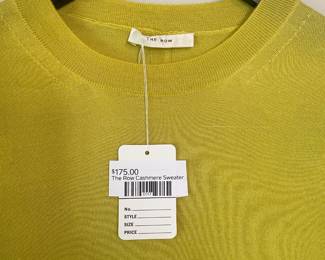 THE ROW
$175.00
The Row Cashmere Sweater
No.
STYLE
SIZE
PRICE